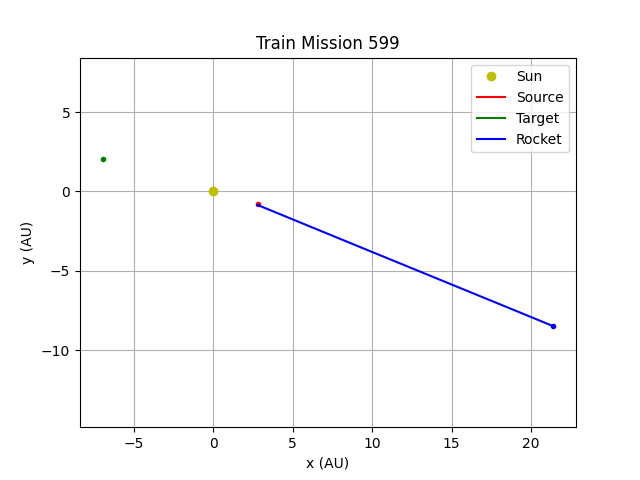 Train Mission 599
Sun
Source
Target
Rocket
y (AU)
5
0
−5
−10
−5
0
5
10
15
20
x (AU)